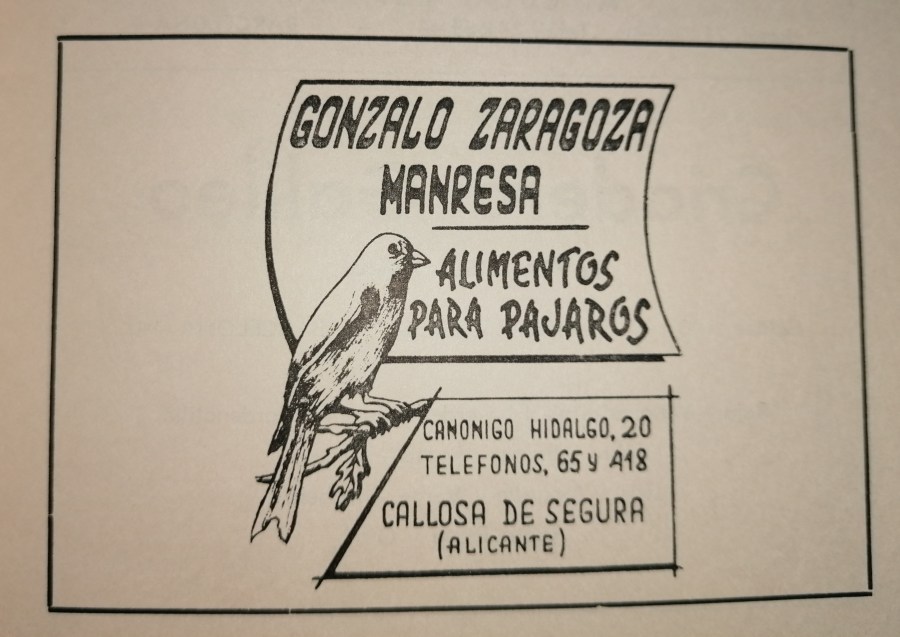 GONZALO ZARAGOZA
MANRESA
ALIMENTOS
PARA PAJAROS
CANONIGO HIDALGO, 20
TELEFONOS, 65 Y 418
CALLOSA DE SEGURA
(ALICANTE)